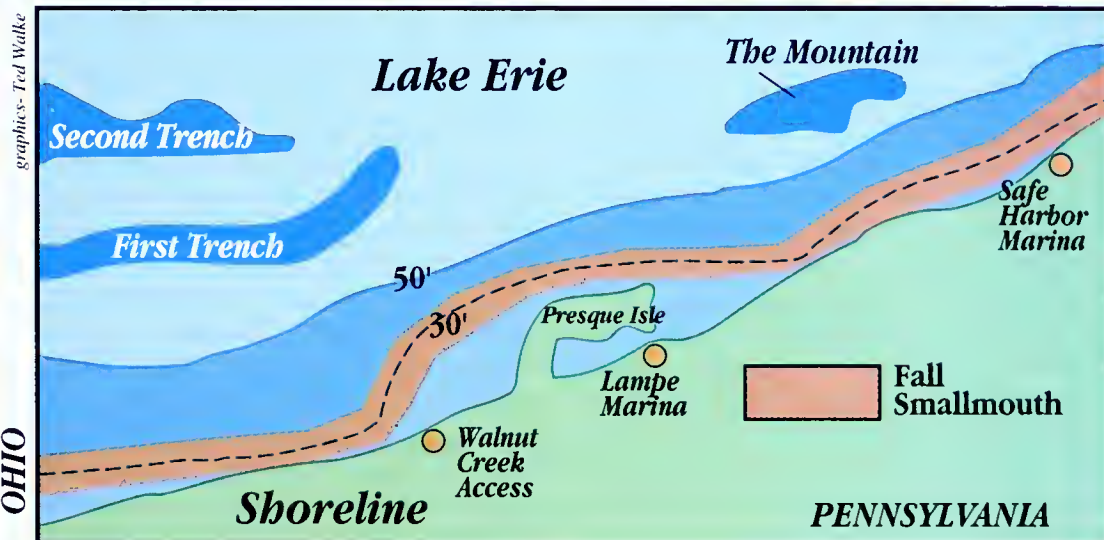 graphics- Ted Walke
Lake Erie
The Mountain
Second Trench
First Trench
50'
30'
Presque Isle
Safe
Harbor
Marina
Lampe
Marina
Walnut
Creek
Access
Fall
Smallmouth
OHIO
Shoreline
PENNSYLVANIA